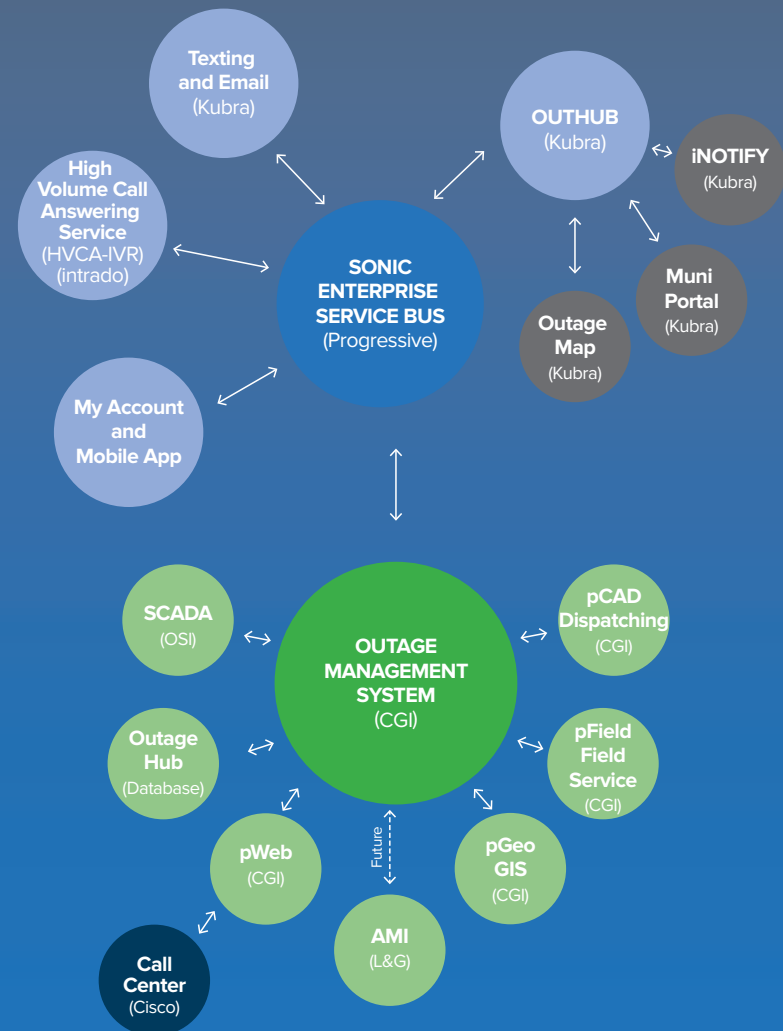 Texting
and Email
(Kubra)
OUTHUB
(Kubra)
iNOTIFY
(Kubra)
High
Volume Call
Answering
Service
(HVCA-IVR)
(intrado)
SONIC
ENTERPRISE
SERVICE BUS
(Progressive)
Muni
Portal
(Kubra)
Outage
Map
(Kubra)
My Account
and
Mobile App
SCADA
(OSI)
OUTAGE
MANAGEMENT
SYSTEM
(CGI)
pCAD
Dispatching
(CGI)
Outage
Hub
(Database)
pField
Field
Service
(CGI)
pWeb
(CGI)
Future
pGeo
GIS
(CGI)
AMI
(L&G)
Call
Center
(Cisco)